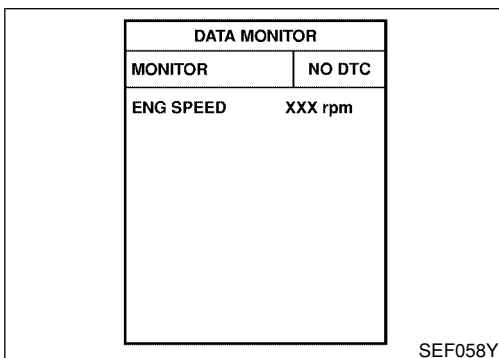 DATA MONITOR
MONITOR NO DTC
ENG SPEED XXX rpm
SEF058Y